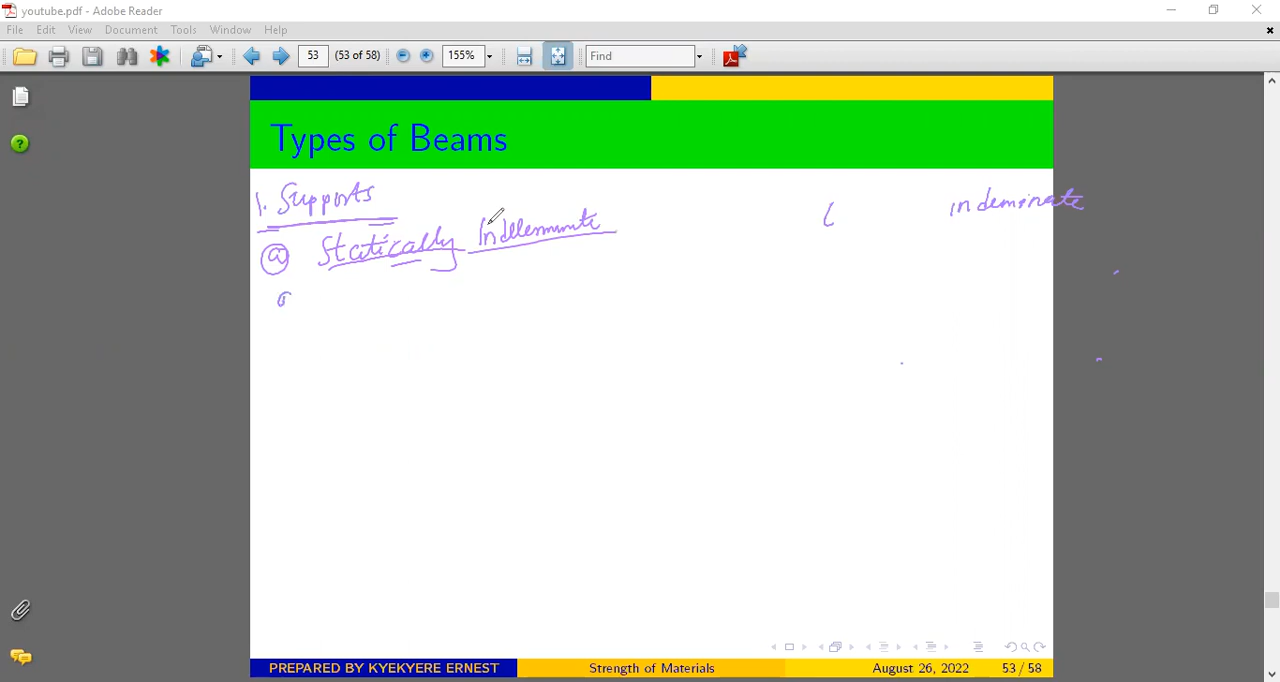 youtube.pdf - Adobe Reader
File Edit View Document Tools Window Help
53 (53 of 58) 155% Find
Types of Beams
1. Supports
indeminate
(a) Statically Indeterminate
PREPARED BY KYEKYERE ERNEST Strength of Materials August 26, 2022 53 / 58